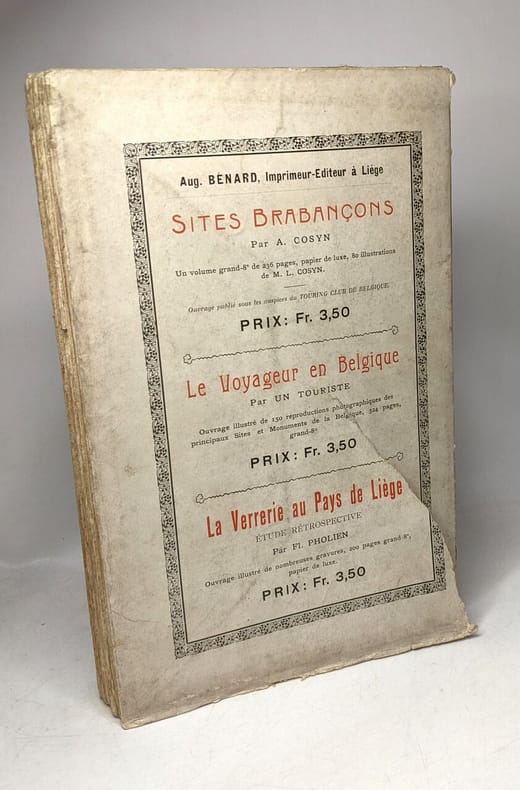 Aug. BÉNARD, Imprimeur-Editeur à Liége
SITES BRABANÇONS
Par A. COSYN
Un volume grand-8° de 236 pages, papier de luxe, 80 illustrations
de M. L. COSYN.
Ouvrage publié sous les auspices du TOURING CLUB DE BELGIQUE.
PRIX: Fr. 3,50
Le Voyageur en Belgique
Par UN TOURISTE
Ouvrage illustré de 150 reproductions photographiques des
principaux Sites et Monuments de la Belgique, 324 pages,
grand-8°
PRIX: Fr. 3,50
La Verrerie au Pays de Liége
ÉTUDE RÉTROSPECTIVE
Par Fl. PHOLIEN
Ouvrage illustré de nombreuses gravures, 200 pages grand-8°,
papier de luxe.
PRIX: Fr. 3,50